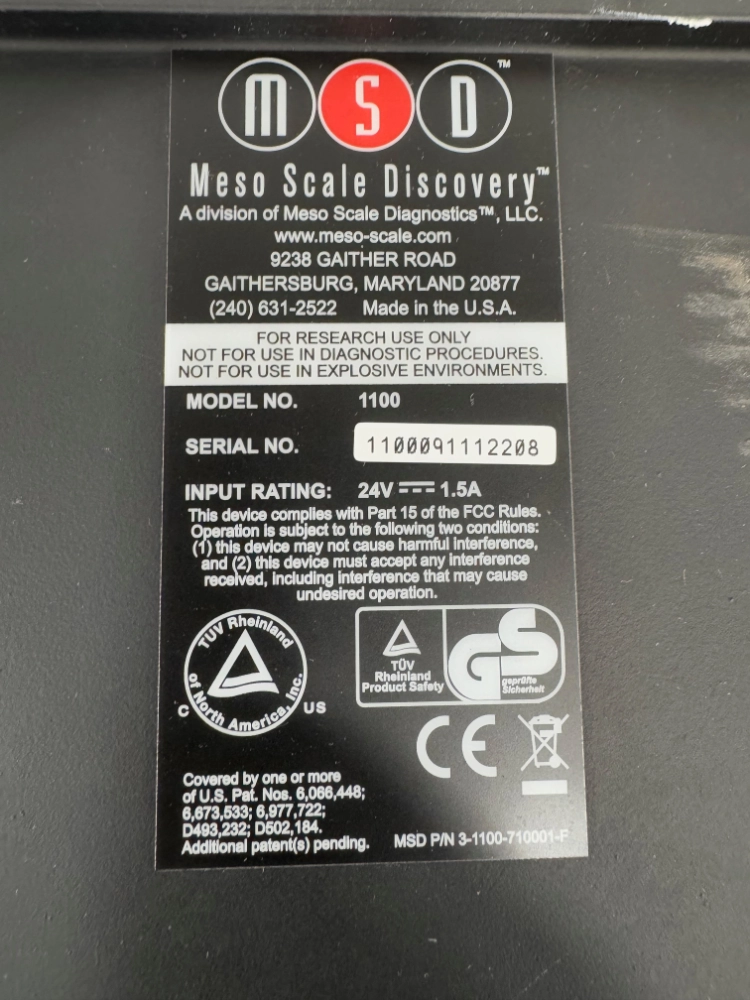 MSD™
Meso Scale Discovery™
A division of Meso Scale Diagnostics™, LLC.
www.meso-scale.com
9238 GAITHER ROAD
GAITHERSBURG, MARYLAND 20877
(240) 631-2522 Made in the U.S.A.
FOR RESEARCH USE ONLY
NOT FOR USE IN DIAGNOSTIC PROCEDURES.
NOT FOR USE IN EXPLOSIVE ENVIRONMENTS.
MODEL NO. 1100
SERIAL NO. 1100091112208
INPUT RATING: 24V ⎓ 1.5A
This device complies with Part 15 of the FCC Rules.
Operation is subject to the following two conditions:
(1) this device may not cause harmful interference,
and (2) this device must accept any interference
received, including interference that may cause
undesired operation.
TÜV Rheinland
of North America, Inc.
C US
TÜV
Rheinland
Product Safety
GS
geprüfte
Sicherheit
CE
Covered by one or more
of U.S. Pat. Nos. 6,066,448;
6,673,533; 6,977,722;
D493,232; D502,184.
Additional patent(s) pending.
MSD P/N 3-1100-710001-F